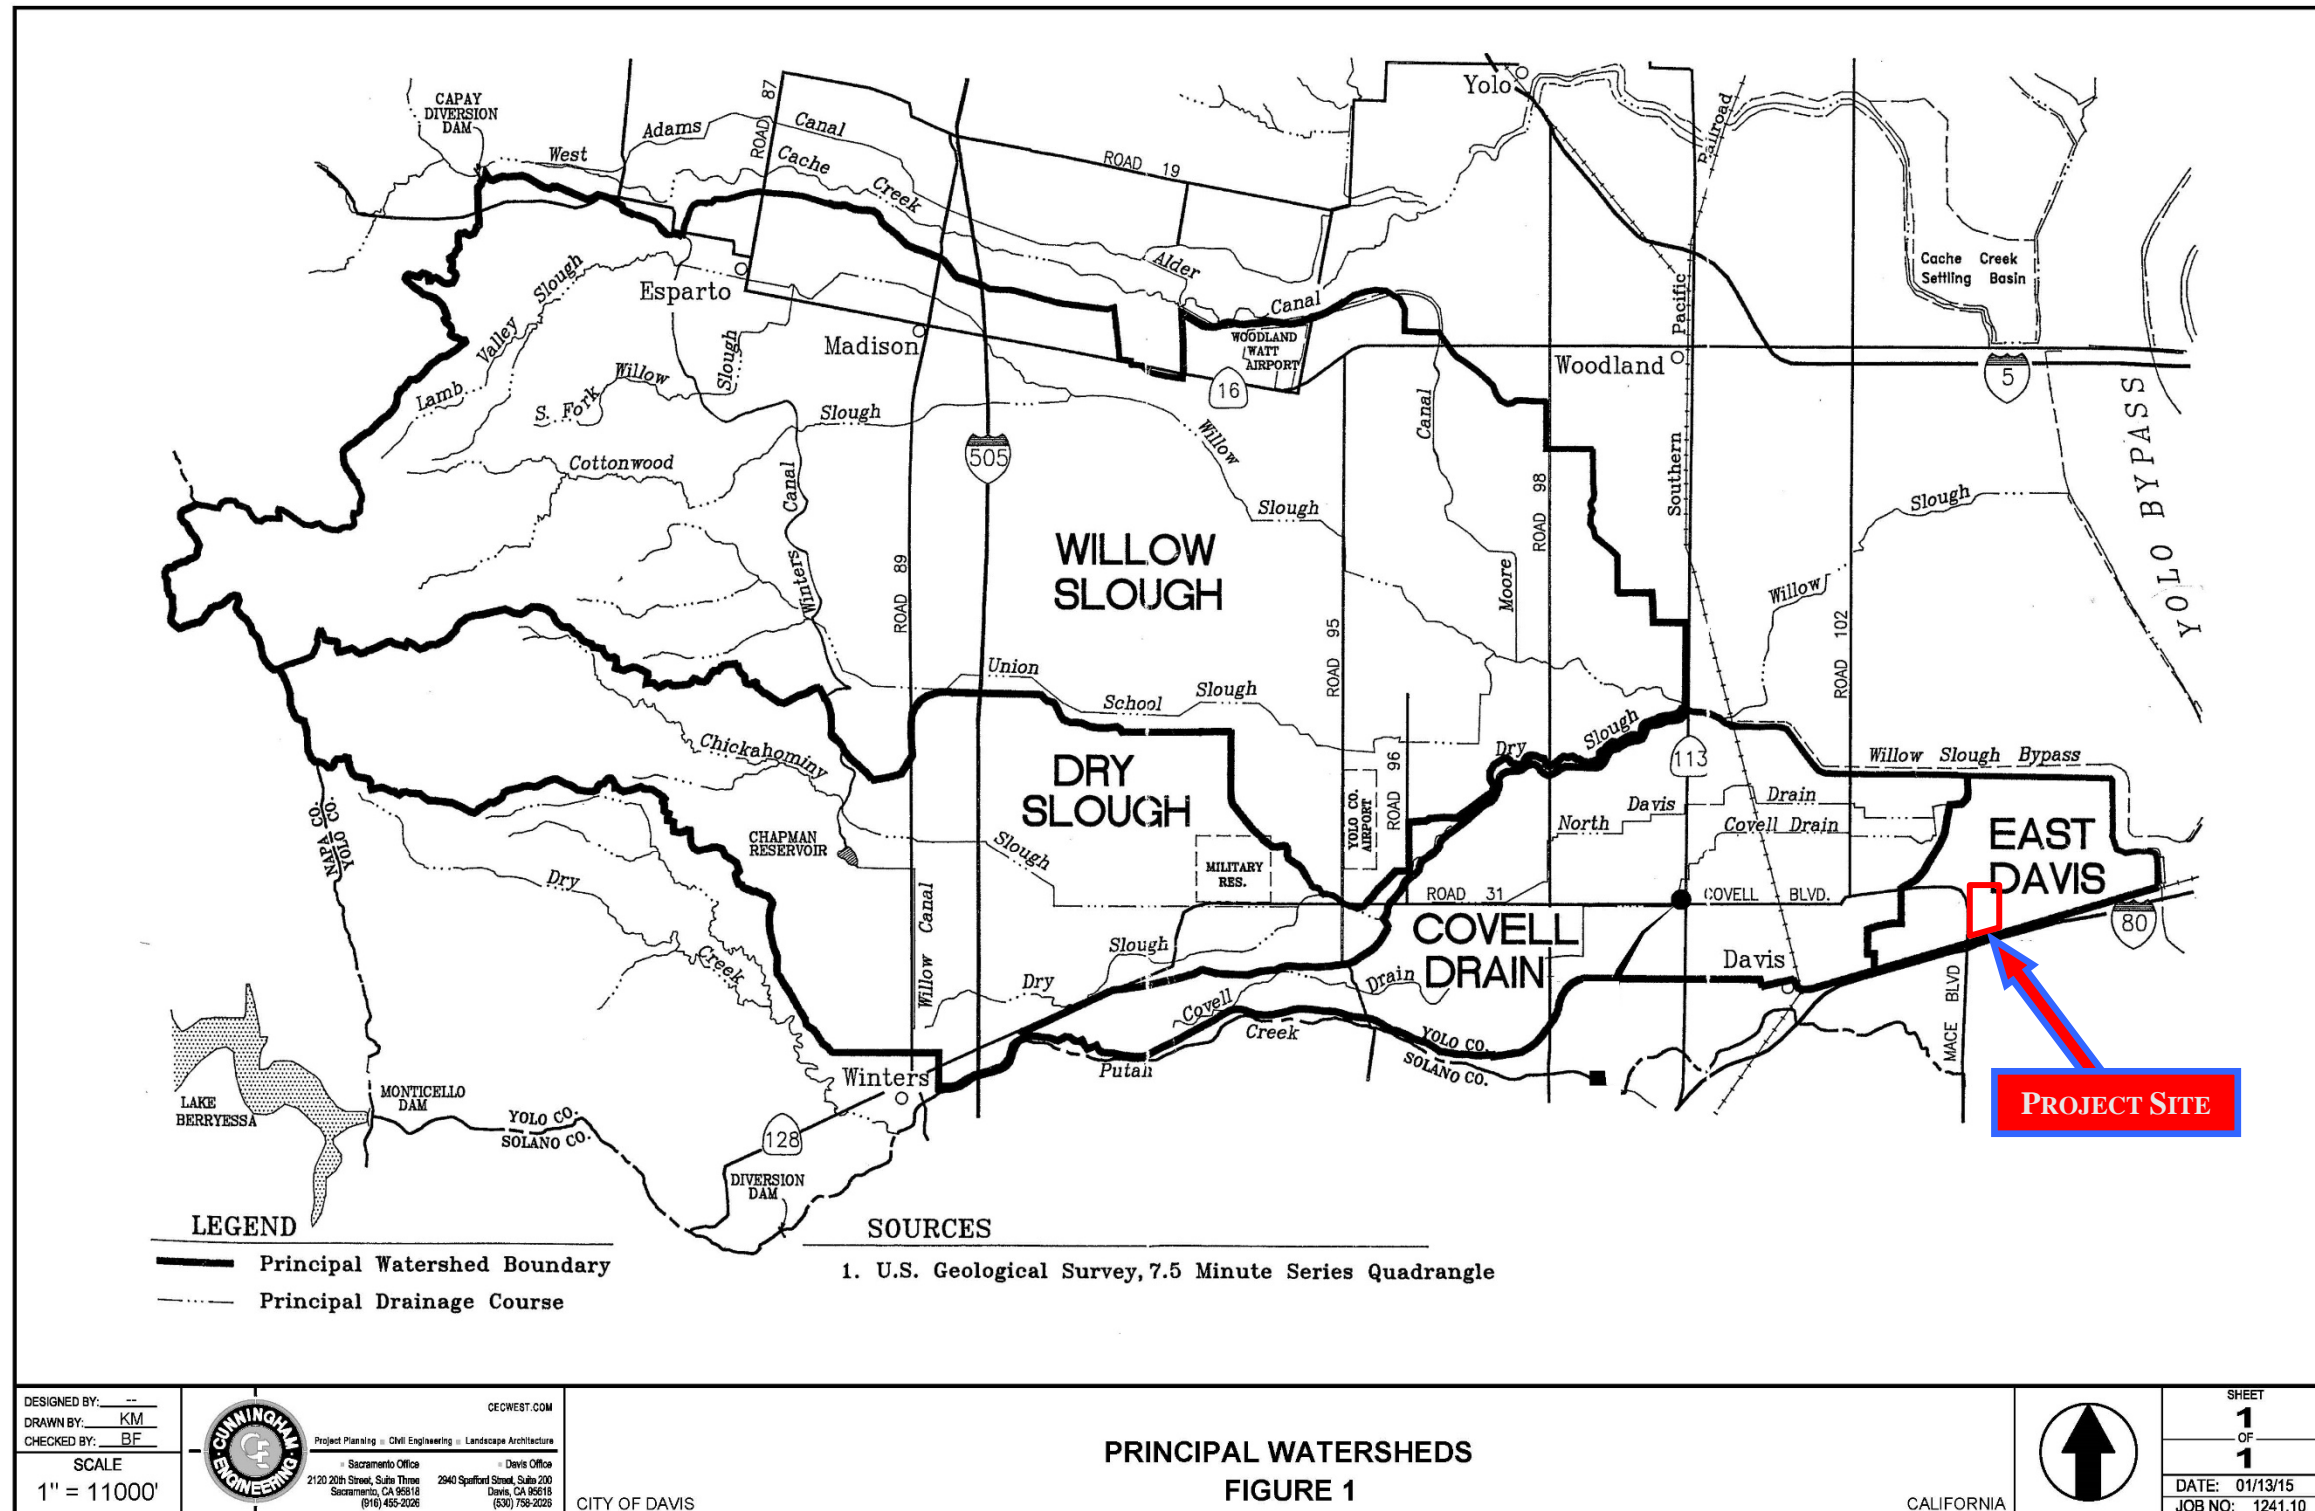 Yolo
CAPAY
DIVERSION
DAM
West
Adams
Canal
ROAD 87
Cache
Creek
ROAD 19
Railroad
Alder
Canal
Cache Creek
Settling Basin
Lamb Valley Slough
Esparto
Madison
WOODLAND
WATT
AIRPORT
16
Woodland
Southern Pacific
5
YOLO BYPASS
S. Fork Willow Slough
Slough
Willow
Slough
Canal
Moore
505
Cottonwood
Winters Canal
ROAD 89
ROAD 98
ROAD 95
ROAD 102
Slough
Willow
WILLOW
SLOUGH
Union
School
Slough
Chickahominy
DRY
SLOUGH
Dry
Slough
113
Willow Slough Bypass
ROAD 96
YOLO CO.
AIRPORT
North
Davis
Drain
Covell Drain
EAST
DAVIS
NAPA CO.
YOLO CO.
CHAPMAN
RESERVOIR
Slough
MILITARY
RES.
ROAD 31
COVELL BLVD.
80
Dry
Creek
Willow Canal
Slough
Dry
COVELL
DRAIN
Drain
Covell
Davis
Creek
Putah
YOLO CO.
SOLANO CO.
MACE BLVD
PROJECT SITE
Winters
LAKE
BERRYESSA
MONTICELLO
DAM
YOLO CO.
SOLANO CO.
128
DIVERSION
DAM
LEGEND
Principal Watershed Boundary
Principal Drainage Course
SOURCES
1. U.S. Geological Survey, 7.5 Minute Series Quadrangle
DESIGNED BY: --
DRAWN BY: KM
CHECKED BY: BF
SCALE
1" = 11000'
CUNNINGHAM
ENGINEERING
CECWEST.COM
Project Planning Civil Engineering Landscape Architecture
Sacramento Office
2120 20th Street, Suite Three
Sacramento, CA 95818
(916) 455-2026
Davis Office
2940 Spafford Street, Suite 200
Davis, CA 95618
(530) 758-2026
CITY OF DAVIS
PRINCIPAL WATERSHEDS
FIGURE 1
CALIFORNIA
SHEET
1
OF
1
DATE: 01/13/15
JOB NO: 1241.10